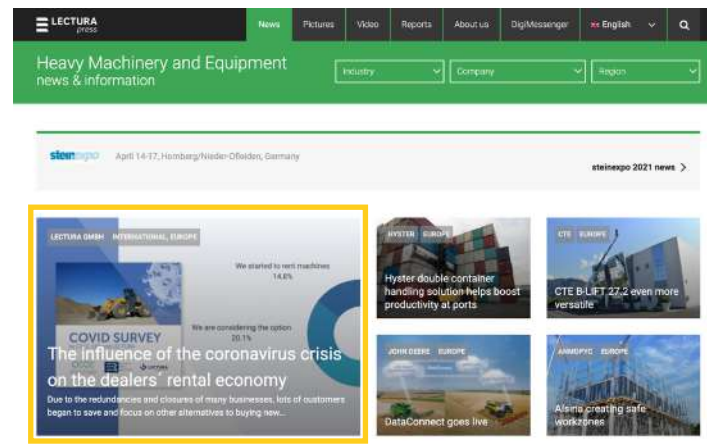 LECTURA
press
News Pictures Video Reports About us DigiMessenger English
Heavy Machinery and Equipment
news & information
Industry Company Region
steinexpo April 14-17, Homberg/Nieder-Ofleiden, Germany
steinexpo 2021 news >
LECTURA GMBH INTERNATIONAL, EUROPE
We started to rent machines
14.8%
We are considering the option
20.1%
COVID SURVEY
The influence of the coronavirus crisis
on the dealers´ rental economy
Due to the redundancies and closures of many businesses, lots of customers
began to save and focus on other alternatives to buying new...
HYSTER EUROPE
Hyster double container
handling solution helps boost
productivity at ports
CTE EUROPE
CTE B-LIFT 27.2 even more
versatile
JOHN DEERE EUROPE
DataConnect goes live
ANMOPYC EUROPE
Alsina creating safe
workzones